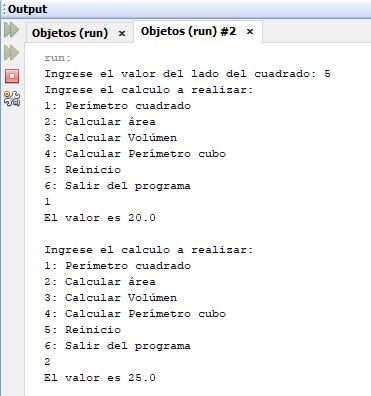 Output
Objetos (run) × Objetos (run) #2 ×
run:
Ingrese el valor del lado del cuadrado: 5
Ingrese el calculo a realizar:
1: Perímetro cuadrado
2: Calcular área
3: Calcular Volúmen
4: Calcular Perímetro cubo
5: Reinicio
6: Salir del programa
1
El valor es 20.0
Ingrese el calculo a realizar:
1: Perímetro cuadrado
2: Calcular área
3: Calcular Volúmen
4: Calcular Perímetro cubo
5: Reinicio
6: Salir del programa
2
El valor es 25.0